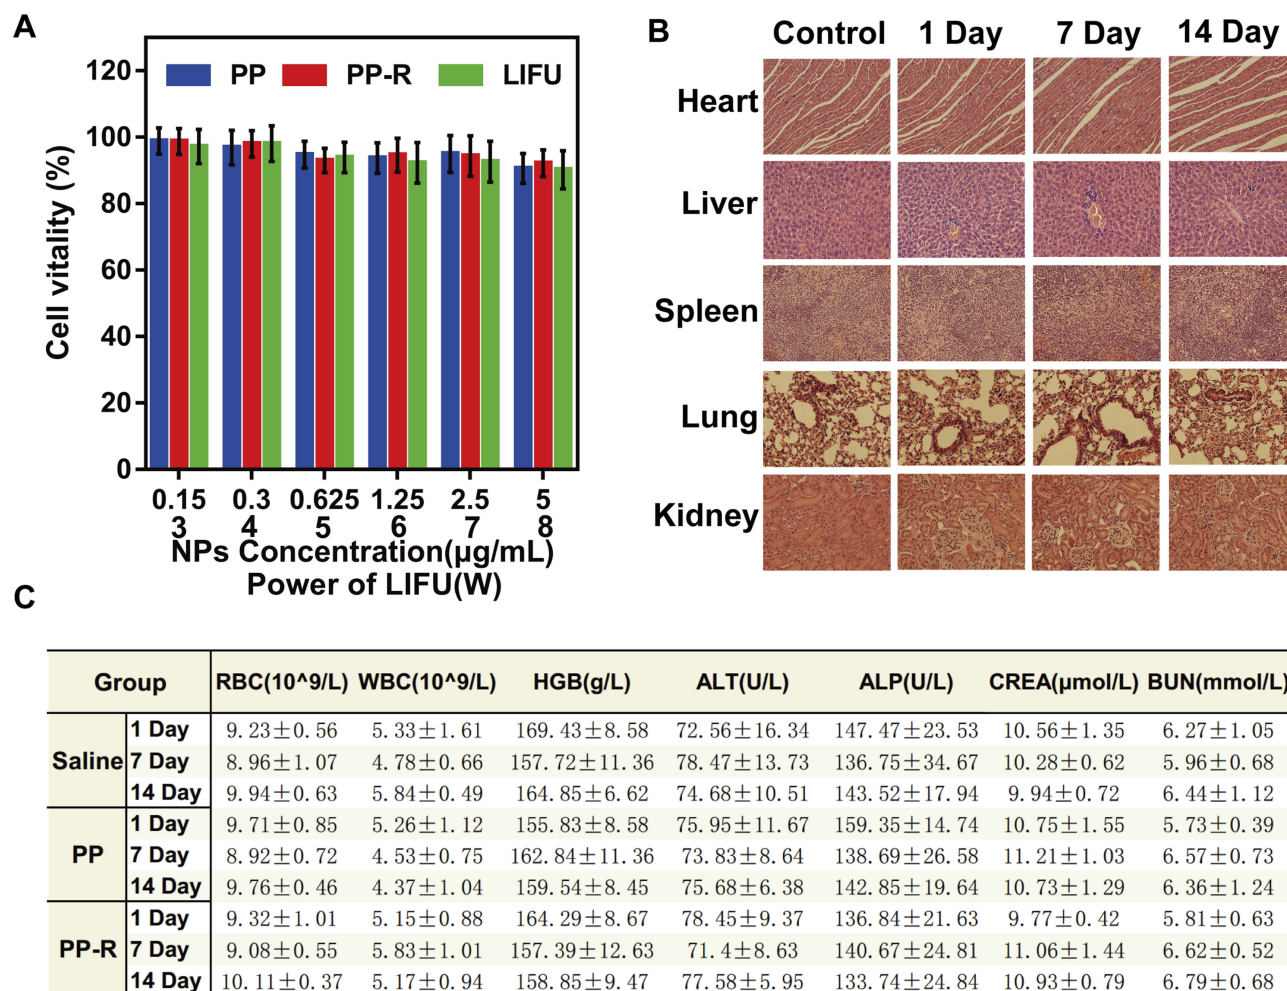 A
120
100
80
60
40
20
0
Cell vitality (%)
PP PP-R LIFU
0.15 0.3 0.625 1.25 2.5 5
3 4 5 6 7 8
NPs Concentration(µg/mL)
Power of LIFU(W)
B
Control 1 Day 7 Day 14 Day
Heart
Liver
Spleen
Lung
Kidney
C
Group RBC(10^9/L) WBC(10^9/L) HGB(g/L) ALT(U/L) ALP(U/L) CREA(µmol/L) BUN(mmol/L)
Saline 1 Day 9.23±0.56 5.33±1.61 169.43±8.58 72.56±16.34 147.47±23.53 10.56±1.35 6.27±1.05
7 Day 8.96±1.07 4.78±0.66 157.72±11.36 78.47±13.73 136.75±34.67 10.28±0.62 5.96±0.68
14 Day 9.94±0.63 5.84±0.49 164.85±6.62 74.68±10.51 143.52±17.94 9.94±0.72 6.44±1.12
PP 1 Day 9.71±0.85 5.26±1.12 155.83±8.58 75.95±11.67 159.35±14.74 10.75±1.55 5.73±0.39
7 Day 8.92±0.72 4.53±0.75 162.84±11.36 73.83±8.64 138.69±26.58 11.21±1.03 6.57±0.73
14 Day 9.76±0.46 4.37±1.04 159.54±8.45 75.68±6.38 142.85±19.64 10.73±1.29 6.36±1.24
PP-R 1 Day 9.32±1.01 5.15±0.88 164.29±8.67 78.45±9.37 136.84±21.63 9.77±0.42 5.81±0.63
7 Day 9.08±0.55 5.83±1.01 157.39±12.63 71.4±8.63 140.67±24.81 11.06±1.44 6.62±0.52
14 Day 10.11±0.37 5.17±0.94 158.85±9.47 77.58±5.95 133.74±24.84 10.93±0.79 6.79±0.68